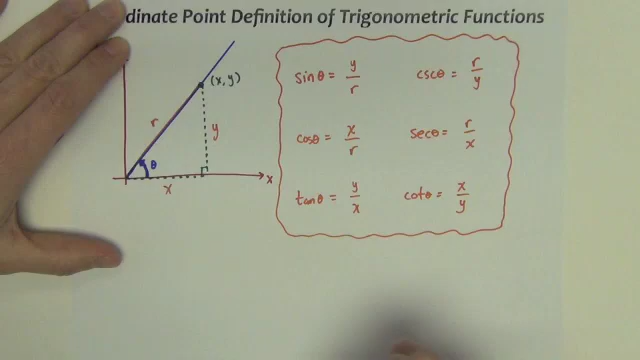 dinate Point Definition of Trigonometric Functions
(x, y)
r
y
θ
x
x
sinθ = y/r cscθ = r/y
cosθ = x/r secθ = r/x
tanθ = y/x cotθ = x/y